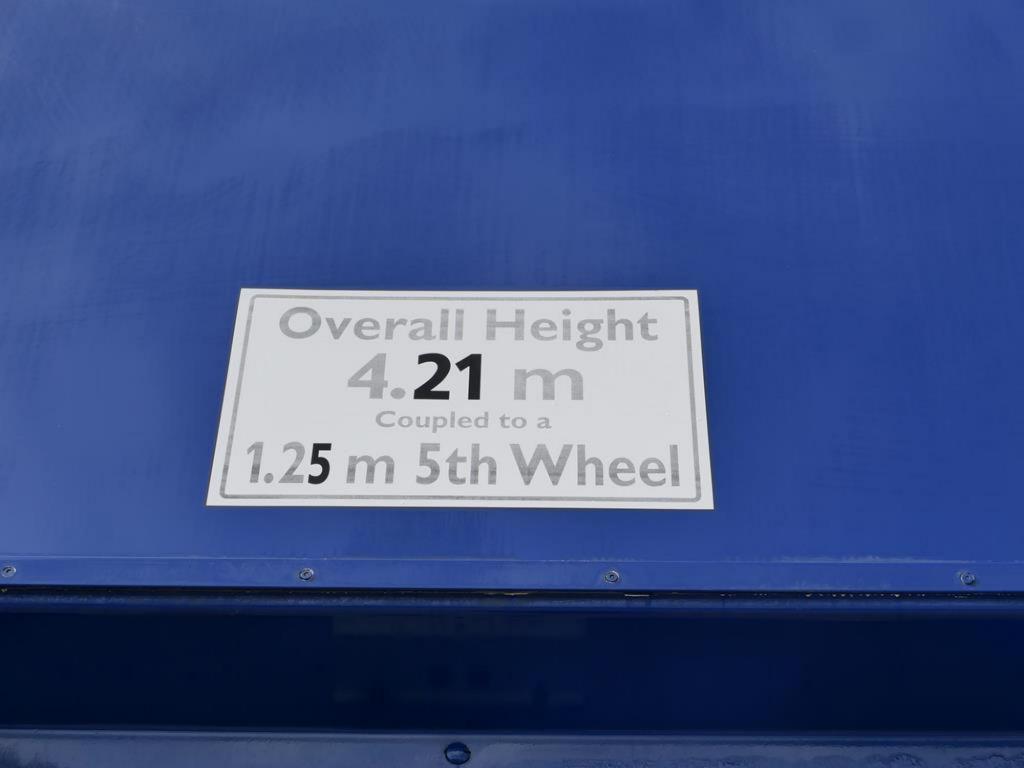 Overall Height
4.21 m
Coupled to a
1.25 m 5th Wheel